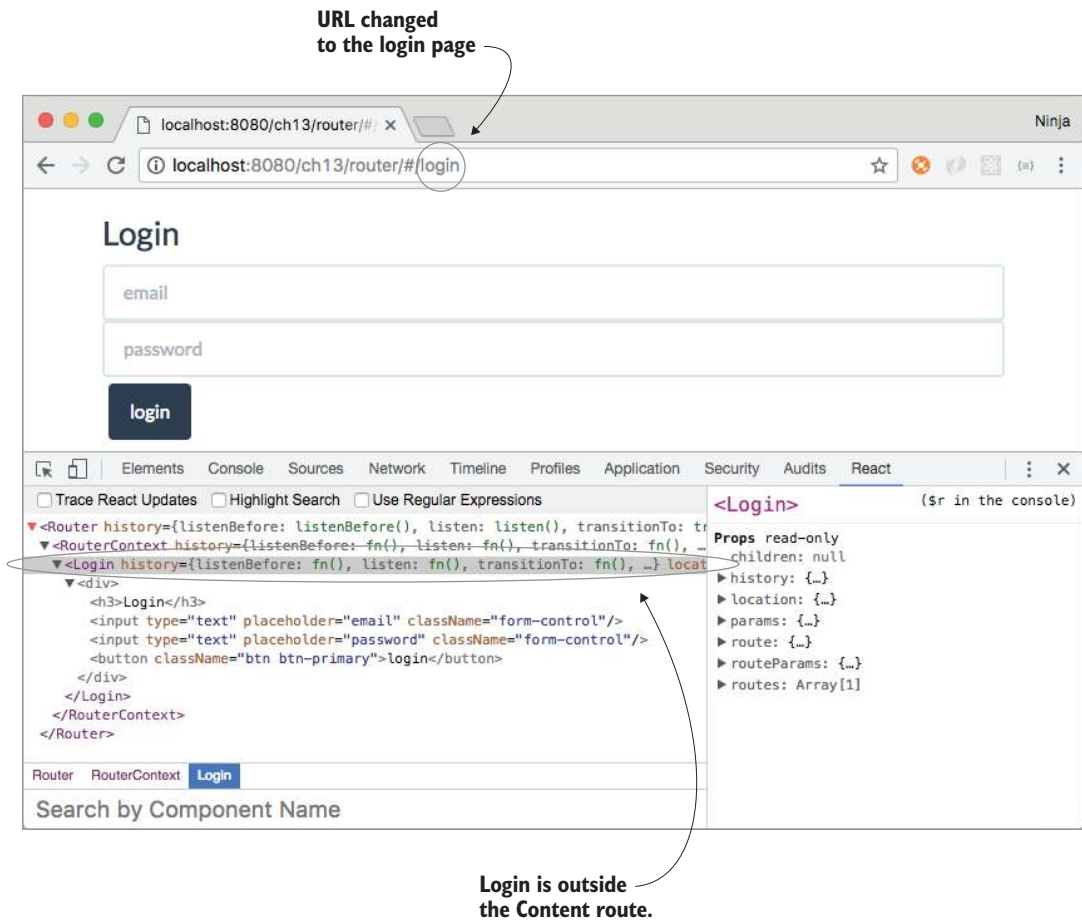 URL changed
to the login page
localhost:8080/ch13/router/#/
Ninja
localhost:8080/ch13/router/#/login
Login
email
password
login
Elements Console Sources Network Timeline Profiles Application Security Audits React
Trace React Updates Highlight Search Use Regular Expressions
<Router history={listenBefore: listenBefore(), listen: listen(), transitionTo: tr
<RouterContext history={listenBefore: fn(), listen: fn(), transitionTo: fn(), …
<Login history={listenBefore: fn(), listen: fn(), transitionTo: fn(), …} locat
<div>
<h3>Login</h3>
<input type="text" placeholder="email" className="form-control"/>
<input type="text" placeholder="password" className="form-control"/>
<button className="btn btn-primary">login</button>
</div>
</Login>
</RouterContext>
</Router>
<Login> ($r in the console)
Props read-only
children: null
history: {…}
location: {…}
params: {…}
route: {…}
routeParams: {…}
routes: Array[1]
Router RouterContext Login
Search by Component Name
Login is outside
the Content route.